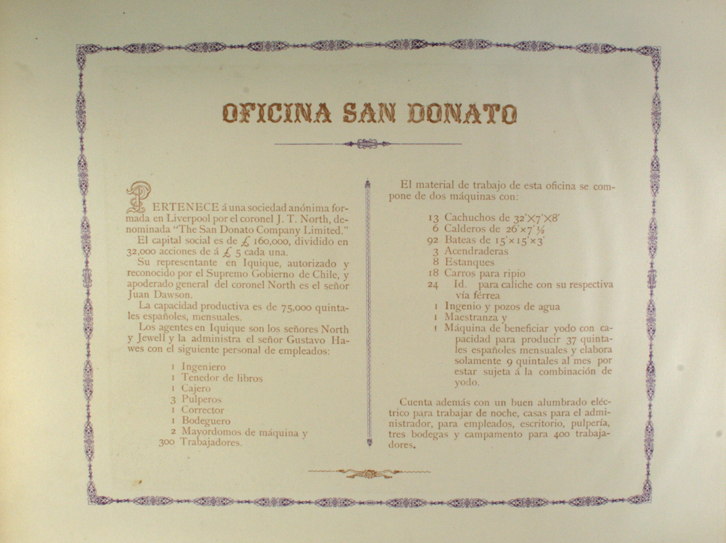 OFICINA SAN DONATO
PERTENECE á una sociedad anónima for-
mada en Liverpool por el coronel J. T. North, de-
nominada "The San Donato Company Limited."
El capital social es de £ 160,000, dividido en
32,000 acciones de á £ 5 cada una.
Su representante en Iquique, autorizado y
reconocido por el Supremo Gobierno de Chile, y
apoderado general del coronel North es el señor
Juan Dawson.
La capacidad productiva es de 75,000 quinta-
les españoles, mensuales.
Los agentes en Iquique son los señores North
y Jewell y la administra el señor Gustavo Ha-
wes con el siguiente personal de empleados:
1 Ingeniero
1 Tenedor de libros
1 Cajero
3 Pulperos
1 Corrector
1 Bodeguero
2 Mayordomos de máquina y
300 Trabajadores.
El material de trabajo de esta oficina se com-
pone de dos máquinas con:
13 Cachuchos de 32'×7'×8'
6 Calderos de 26'×7'½
92 Bateas de 15'×15'×3'
3 Acendraderas
8 Estanques
18 Carros para ripio
24 Id. para caliche con su respectiva
vía férrea
1 Ingenio y pozos de agua
1 Maestranza y
1 Máquina de beneficiar yodo con ca-
pacidad para producir 37 quinta-
les españoles mensuales y elabora
solamente 9 quintales al mes por
estar sujeta á la combinación de
yodo.
Cuenta además con un buen alumbrado eléc-
trico para trabajar de noche, casas para el admi-
nistrador, para empleados, escritorio, pulpería,
tres bodegas y campamento para 400 trabaja-
dores.